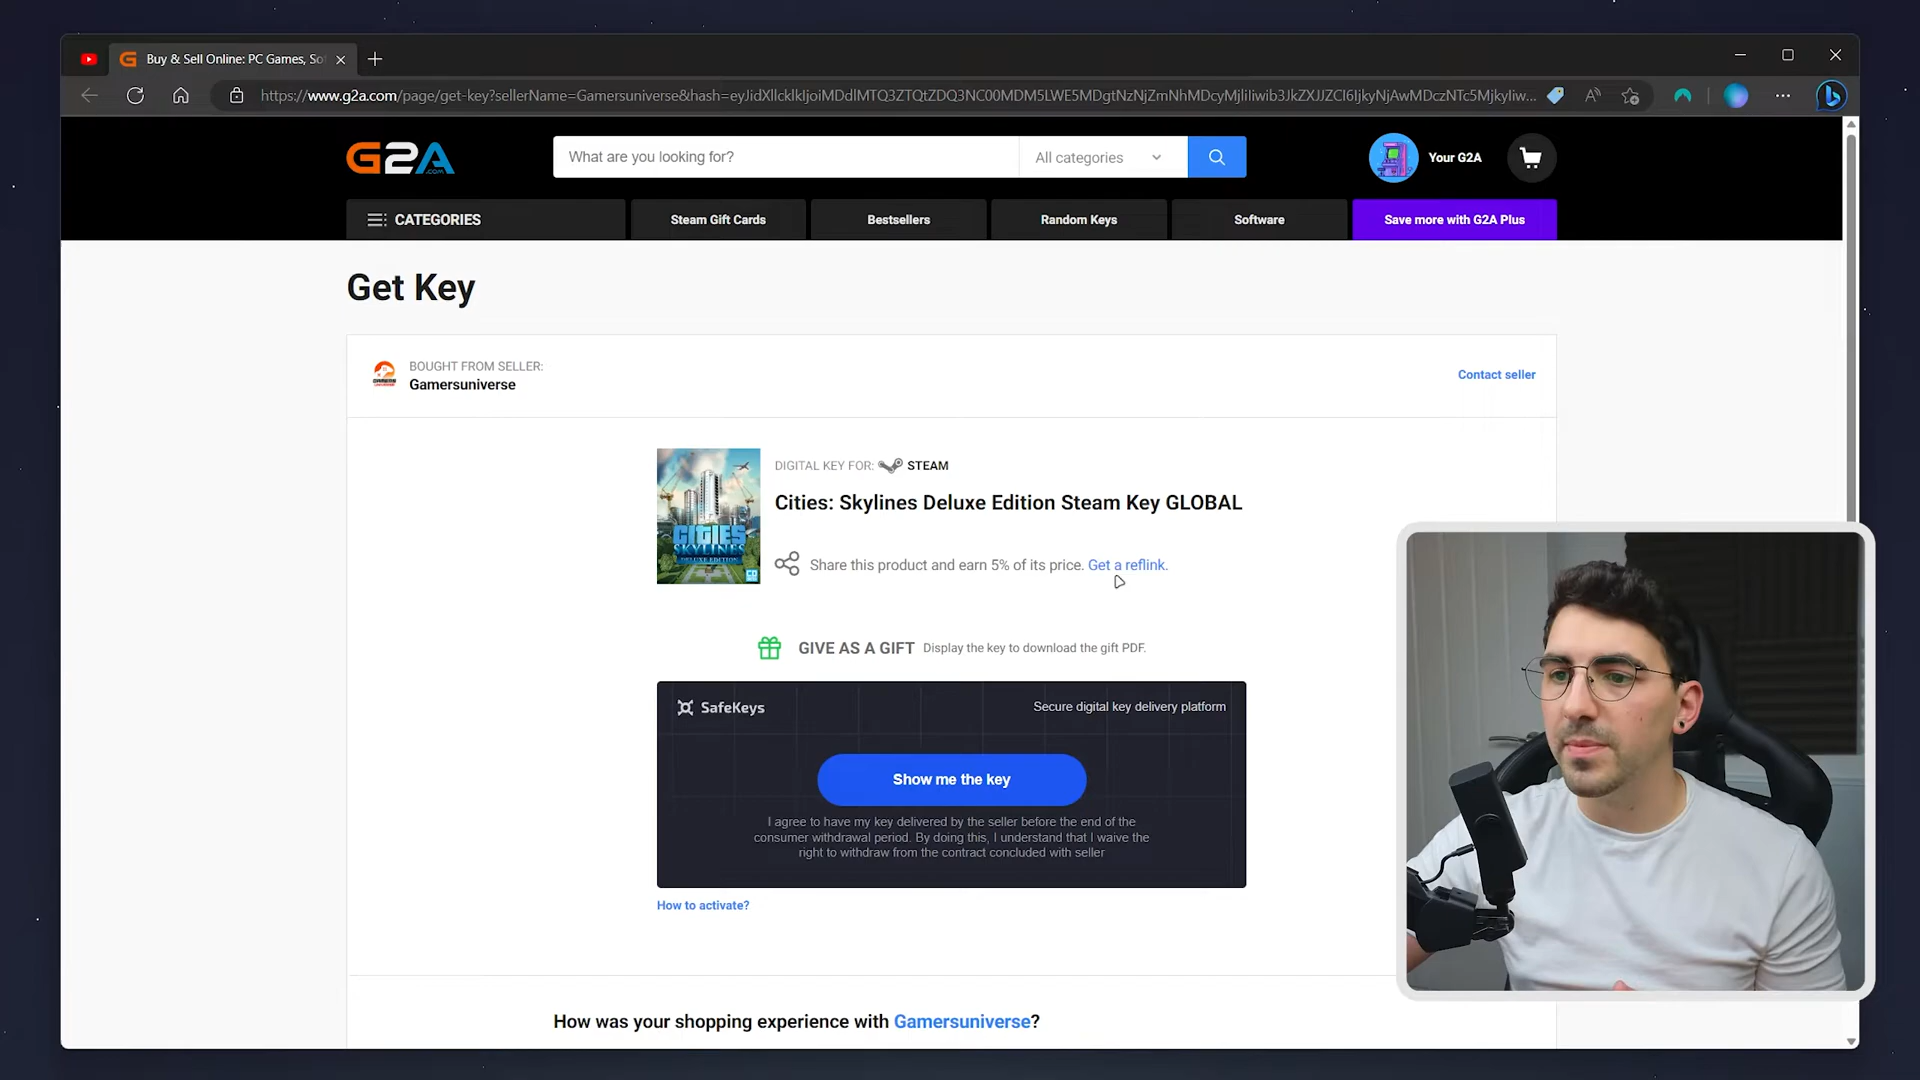 Buy & Sell Online: PC Games, So
https://www.g2a.com/page/get-key?sellerName=Gamersuniverse&hash=
G2A.COM
What are you looking for?
All categories
Your G2A
CATEGORIES
Steam Gift Cards
Bestsellers
Random Keys
Software
Save more with G2A Plus
Get Key
BOUGHT FROM SELLER:
Gamersuniverse
Contact seller
DIGITAL KEY FOR: STEAM
Cities: Skylines Deluxe Edition Steam Key GLOBAL
CITIES
SKYLINES
DELUXE EDITION
Share this product and earn 5% of its price. Get a reflink.
GIVE AS A GIFT Display the key to download the gift PDF.
SafeKeys
Secure digital key delivery platform
Show me the key
I agree to have my key delivered by the seller before the end of the
consumer withdrawal period. By doing this, I understand that I waive the
right to withdraw from the contract concluded with seller
How to activate?
How was your shopping experience with Gamersuniverse?